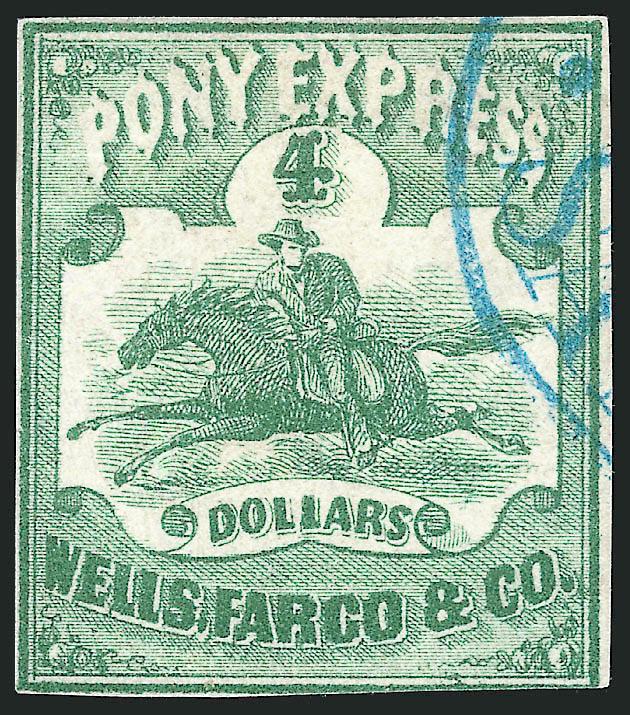 PONY EXPRESS
4
DOLLARS
WELLS, FARGO & CO.